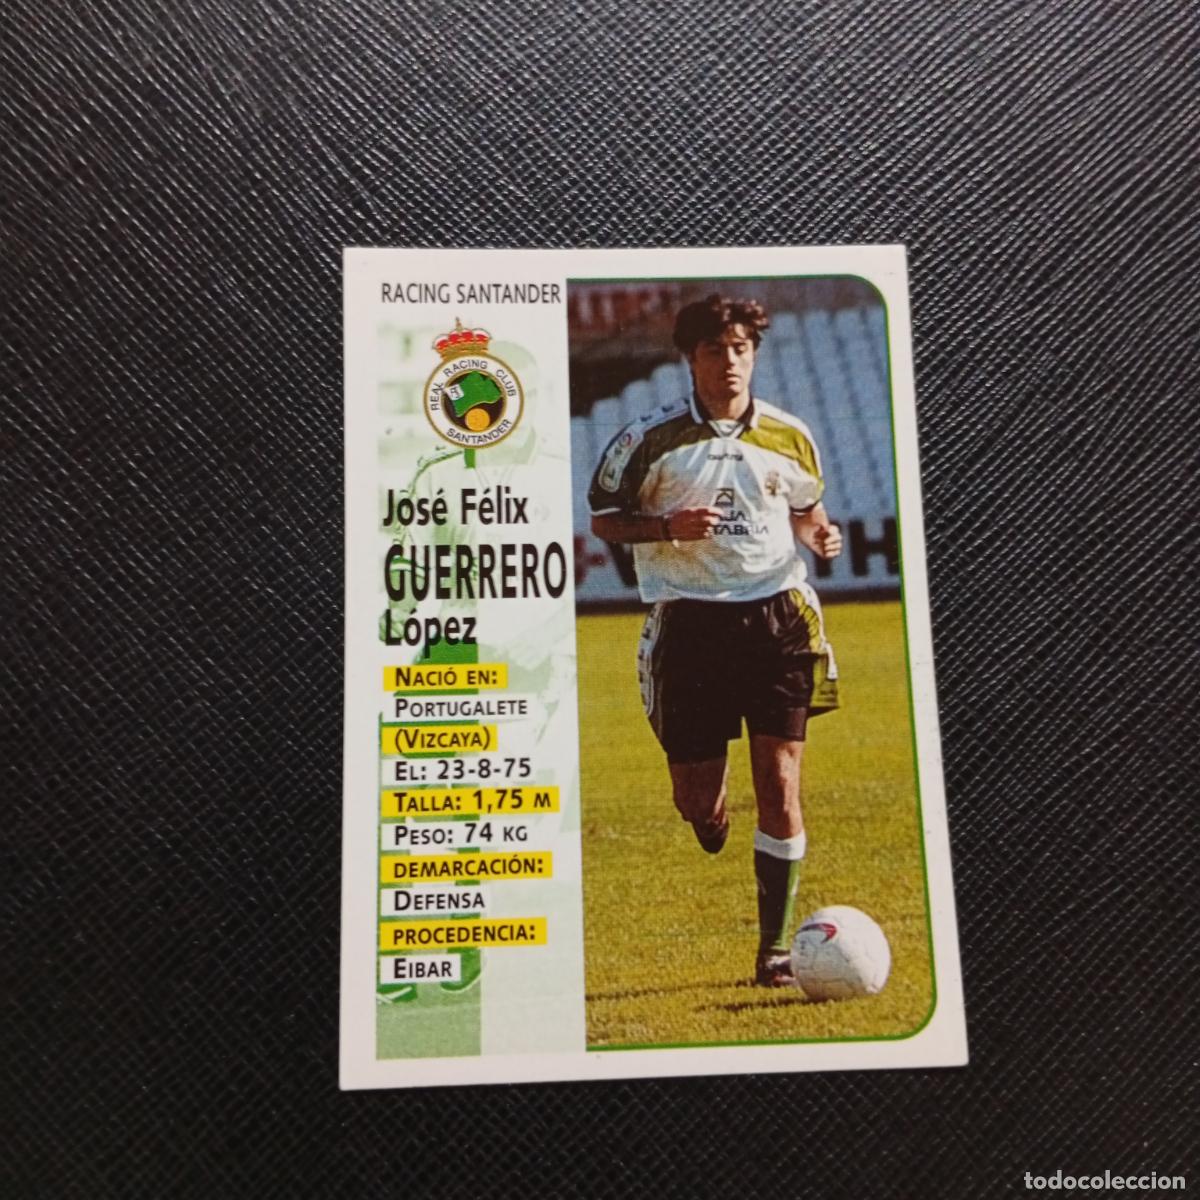 RACING SANTANDER
REAL RACING CLUB
SANTANDER
José Félix
GUERRERO
López
NACIÓ EN:
PORTUGALETE
(VIZCAYA)
EL: 23-8-75
TALLA: 1,75 M
PESO: 74 KG
DEMARCACIÓN:
DEFENSA
PROCEDENCIA:
EIBAR
todocoleccion